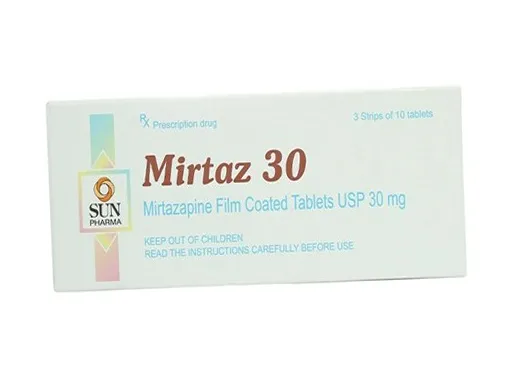 Rx Prescription drug
3 Strips of 10 tablets
Mirtaz 30
Mirtazapine Film Coated Tablets USP 30 mg
SUN
PHARMA
KEEP OUT OF CHILDREN
READ THE INSTRUCTIONS CAREFULLY BEFORE USE